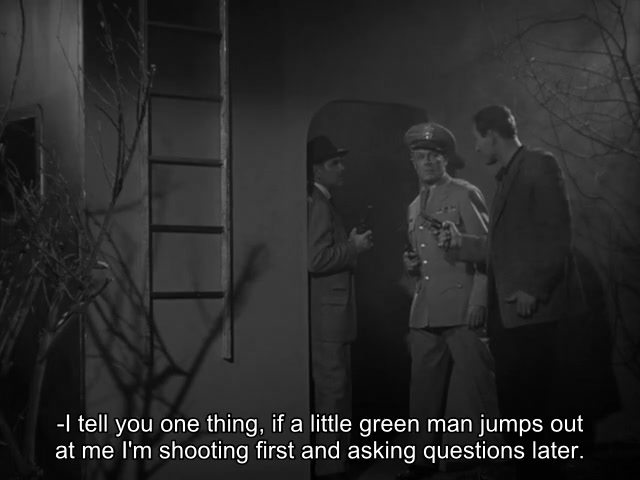 -I tell you one thing, if a little green man jumps out
at me I'm shooting first and asking questions later.